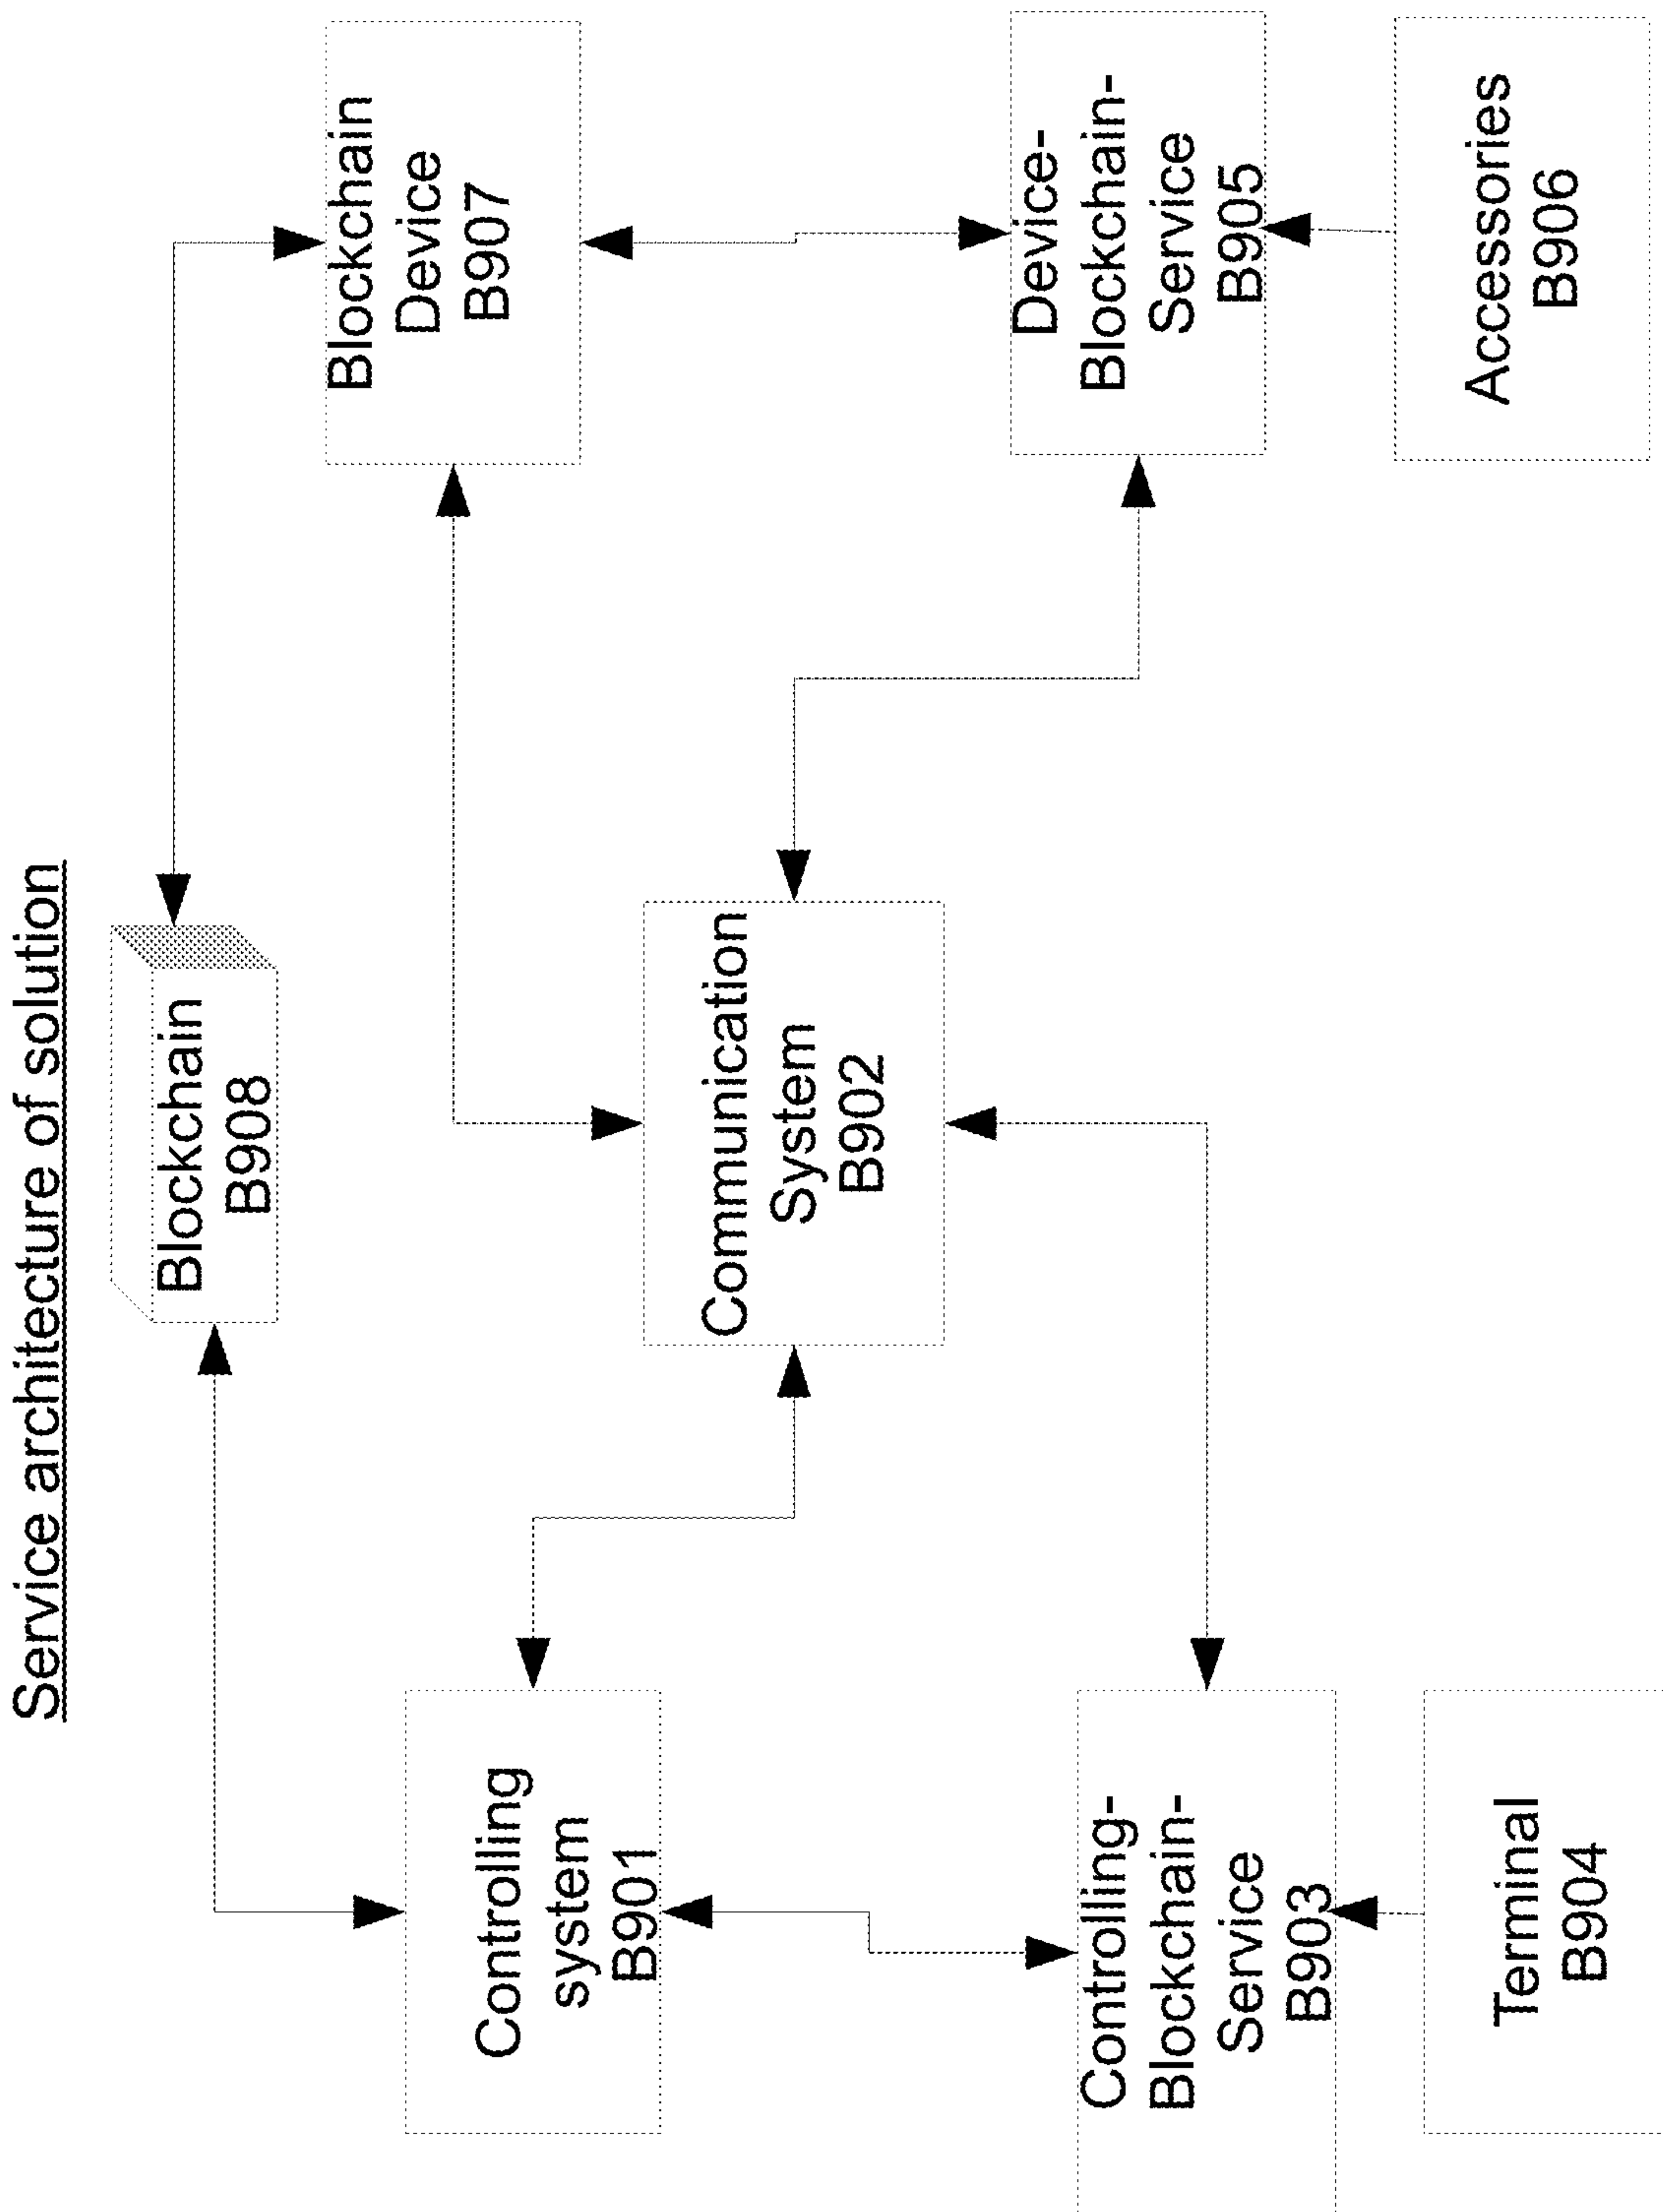 Service architecture of solution
Blockchain
B908
Controlling
system
B901
Communication
System
B902
Blockchain
Device
B907
Controlling-
Blockchain-
Service
B903
Device-
Blockchain-
Service
B905
Terminal
B904
Accessories
B906